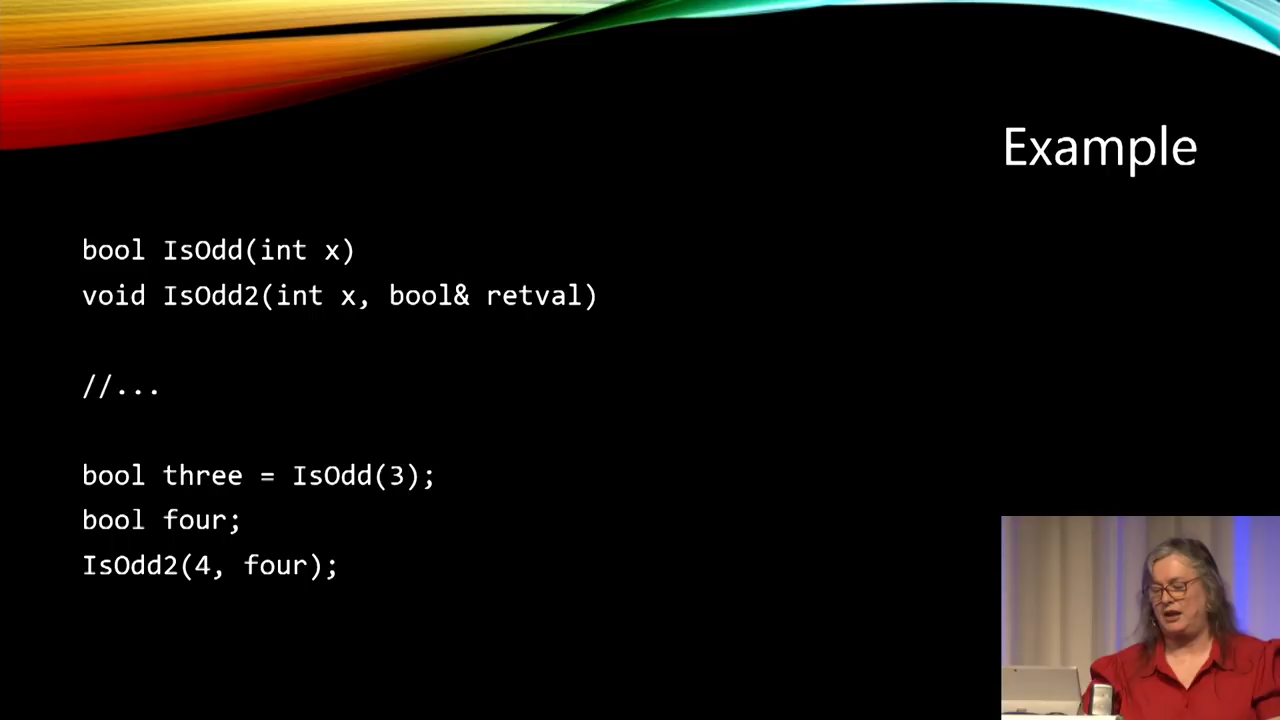 Example
bool IsOdd(int x)
void IsOdd2(int x, bool& retval)
//...
bool three = IsOdd(3);
bool four;
IsOdd2(4, four);